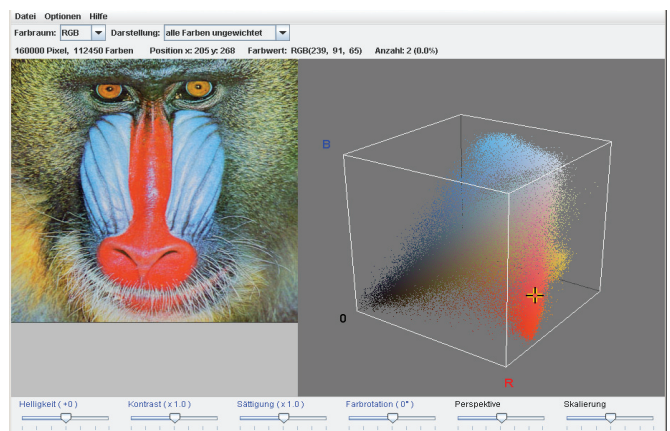 Datei Optionen Hilfe
Farbraum: RGB Darstellung: alle Farben ungewichtet
160000 Pixel, 112450 Farben Position x: 205 y: 268 Farbwert: RGB(239, 91, 65) Anzahl: 2 (0.0%)
B
0
R
Helligkeit (+0) Kontrast (x 1.0) Sättigung (x 1.0) Farbrotation (0°) Perspektive Skalierung